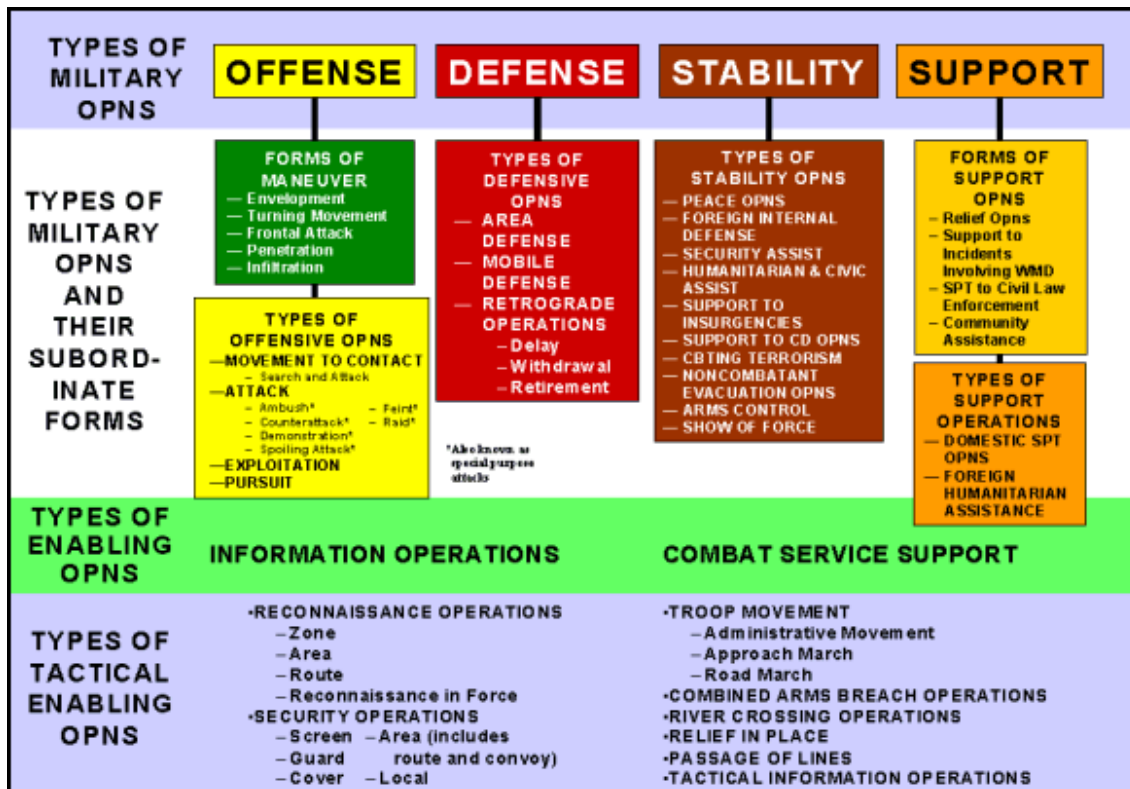 TYPES OF
MILITARY
OPNS
OFFENSE
DEFENSE
STABILITY
SUPPORT
TYPES OF
MILITARY
OPNS
AND
THEIR
SUBORD-
INATE
FORMS
FORMS OF
MANEUVER
— Envelopment
— Turning Movement
— Frontal Attack
— Penetration
— Infiltration
TYPES OF
OFFENSIVE OPNS
—MOVEMENT TO CONTACT
– Search and Attack
—ATTACK
– Ambush* – Feint*
– Counterattack* – Raid*
– Demonstration*
– Spoiling Attack*
—EXPLOITATION
—PURSUIT
TYPES OF
DEFENSIVE
OPNS
— AREA
DEFENSE
— MOBILE
DEFENSE
— RETROGRADE
OPERATIONS
– Delay
– Withdrawal
– Retirement
*Also known as
special purpose
attacks
TYPES OF
STABILITY OPNS
— PEACE OPNS
— FOREIGN INTERNAL
DEFENSE
— SECURITY ASSIST
— HUMANITARIAN & CIVIC
ASSIST
— SUPPORT TO
INSURGENCIES
— SUPPORT TO CD OPNS
— CBTING TERRORISM
— NONCOMBATANT
EVACUATION OPNS
— ARMS CONTROL
— SHOW OF FORCE
FORMS OF
SUPPORT
OPNS
– Relief Opns
– Support to
Incidents
Involving WMD
– SPT to Civil Law
Enforcement
– Community
Assistance
TYPES OF
SUPPORT
OPERATIONS
— DOMESTIC SPT
OPNS
— FOREIGN
HUMANITARIAN
ASSISTANCE
TYPES OF
ENABLING
OPNS
INFORMATION OPERATIONS
COMBAT SERVICE SUPPORT
TYPES OF
TACTICAL
ENABLING
OPNS
•RECONNAISSANCE OPERATIONS
– Zone
– Area
– Route
– Reconnaissance in Force
•SECURITY OPERATIONS
– Screen – Area (includes
– Guard route and convoy)
– Cover – Local
•TROOP MOVEMENT
– Administrative Movement
– Approach March
– Road March
•COMBINED ARMS BREACH OPERATIONS
•RIVER CROSSING OPERATIONS
•RELIEF IN PLACE
•PASSAGE OF LINES
•TACTICAL INFORMATION OPERATIONS